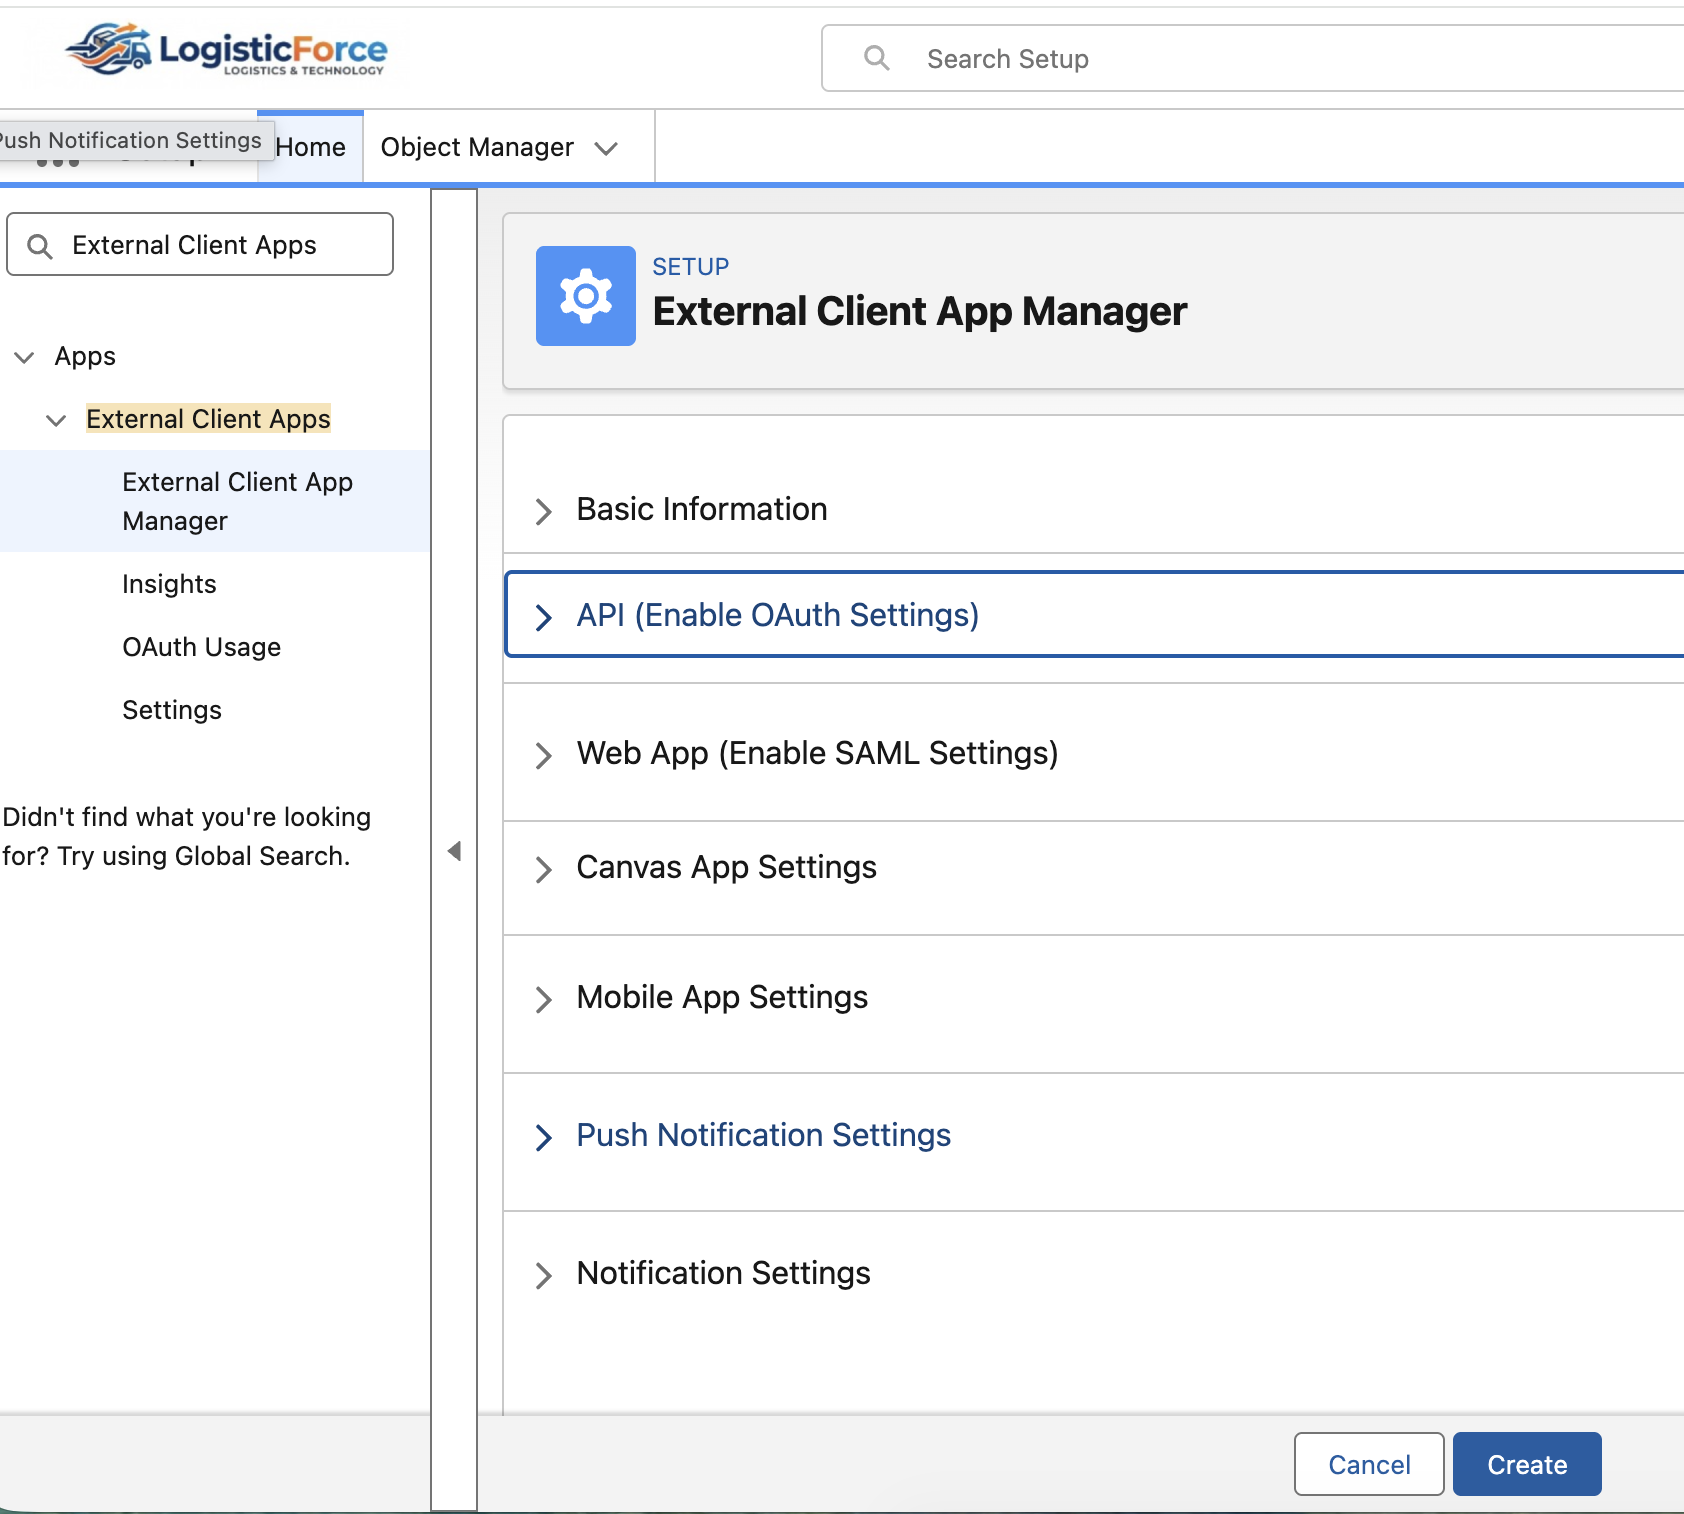 LogisticForce
LOGISTICS & TECHNOLOGY
Search Setup
Push Notification Settings
Home
Object Manager
External Client Apps
Apps
External Client Apps
External Client App
Manager
Insights
OAuth Usage
Settings
Didn't find what you're looking
for? Try using Global Search.
SETUP
External Client App Manager
Basic Information
API (Enable OAuth Settings)
Web App (Enable SAML Settings)
Canvas App Settings
Mobile App Settings
Push Notification Settings
Notification Settings
Cancel
Create